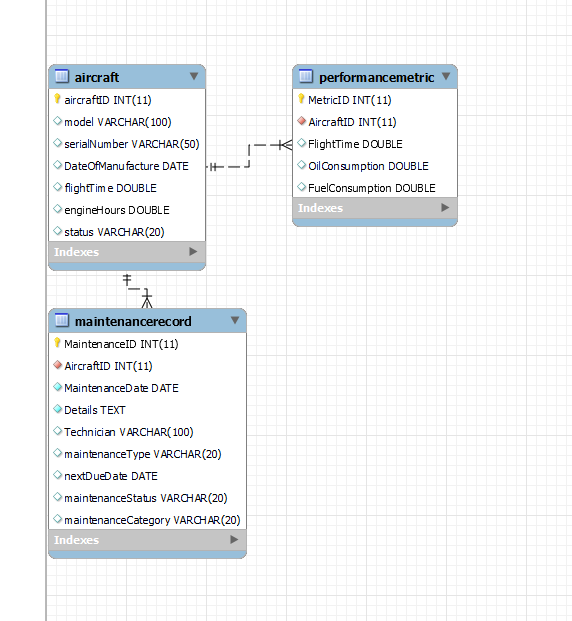 aircraft
aircraftID INT(11)
model VARCHAR(100)
serialNumber VARCHAR(50)
DateOfManufacture DATE
flightTime DOUBLE
engineHours DOUBLE
status VARCHAR(20)
Indexes
performancemetric
MetricID INT(11)
AircraftID INT(11)
FlightTime DOUBLE
OilConsumption DOUBLE
FuelConsumption DOUBLE
Indexes
maintenancerecord
MaintenanceID INT(11)
AircraftID INT(11)
MaintenanceDate DATE
Details TEXT
Technician VARCHAR(100)
maintenanceType VARCHAR(20)
nextDueDate DATE
maintenanceStatus VARCHAR(20)
maintenanceCategory VARCHAR(20)
Indexes